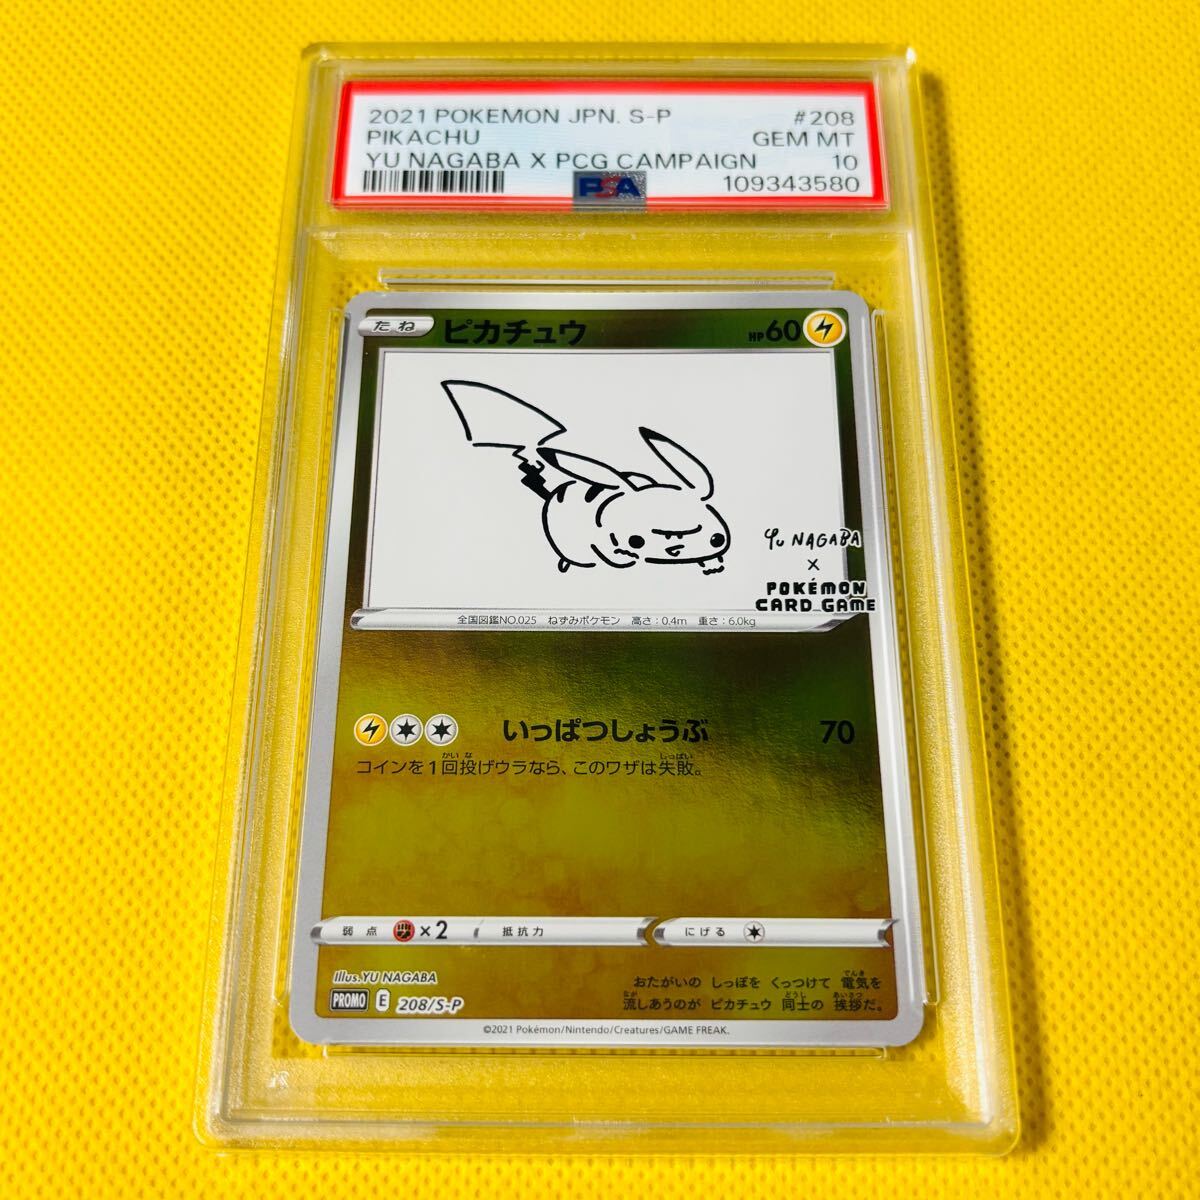 2021 POKEMON JPN. S-P #208
PIKACHU GEM MT
YU NAGABA X PCG CAMPAIGN 10
PSA 109343580
たね ピカチュウ HP60
YU NAGABA
×
POKÉMON
CARD GAME
全国図鑑NO.025 ねずみポケモン 高さ:0.4m 重さ:6.0kg
いっぱつしょうぶ 70
コインを1回投げウラなら、このワザは失敗。
弱点 ×2 抵抗力 にげる
Illus.YU NAGABA
PROMO E 208/S-P
おたがいの しっぽを くっつけて 電気を
流しあうのが ピカチュウ 同士の 挨拶だ。
©2021 Pokémon/Nintendo/Creatures/GAME FREAK.